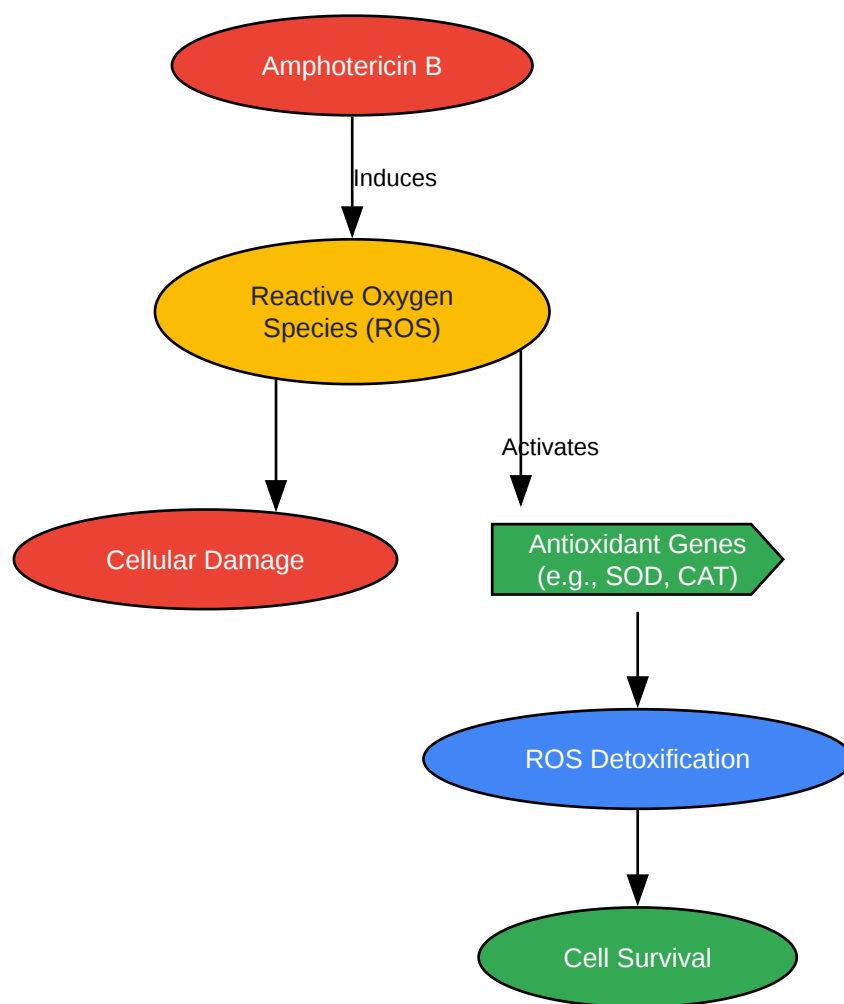 Amphotericin B
Induces
Reactive Oxygen
Species (ROS)
Activates
Cellular Damage
Antioxidant Genes
(e.g., SOD, CAT)
ROS Detoxification
Cell Survival